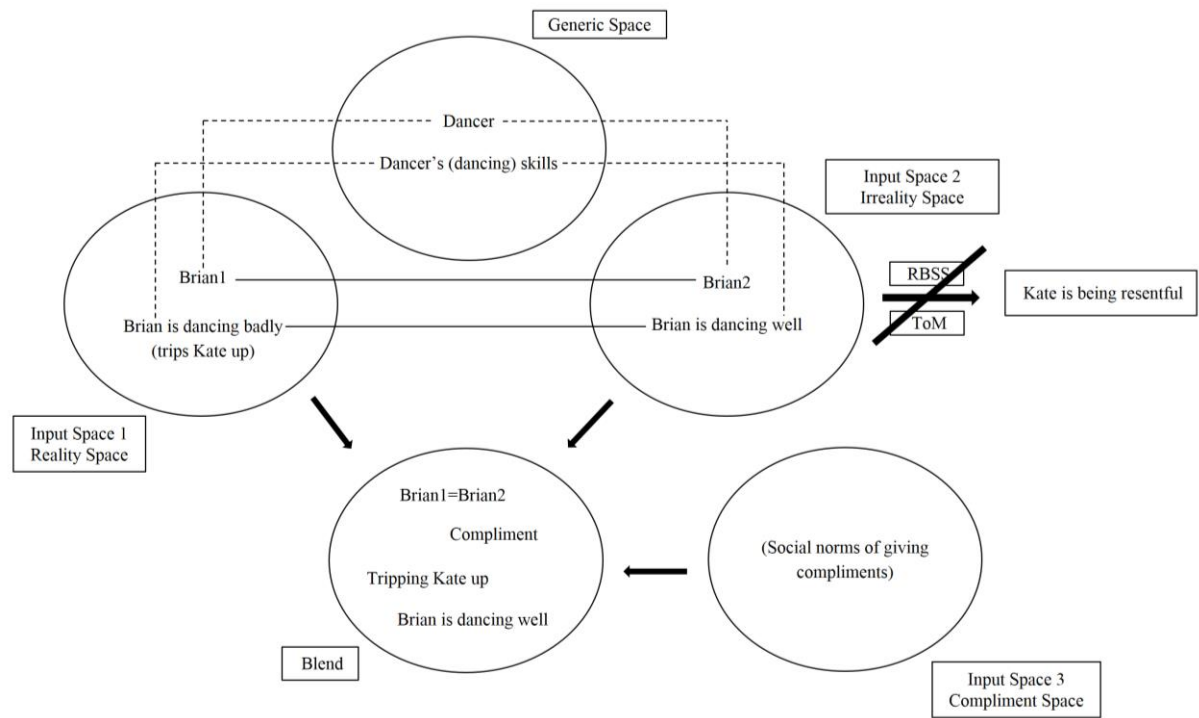 Generic Space
Dancer
Dancer's (dancing) skills
Input Space 2
Irreality Space
Brian1
Brian2
RBSS
Kate is being resentful
Brian is dancing badly
(trips Kate up)
Brian is dancing well
ToM
Input Space 1
Reality Space
Brian1=Brian2
Compliment
Tripping Kate up
Brian is dancing well
(Social norms of giving
compliments)
Blend
Input Space 3
Compliment Space